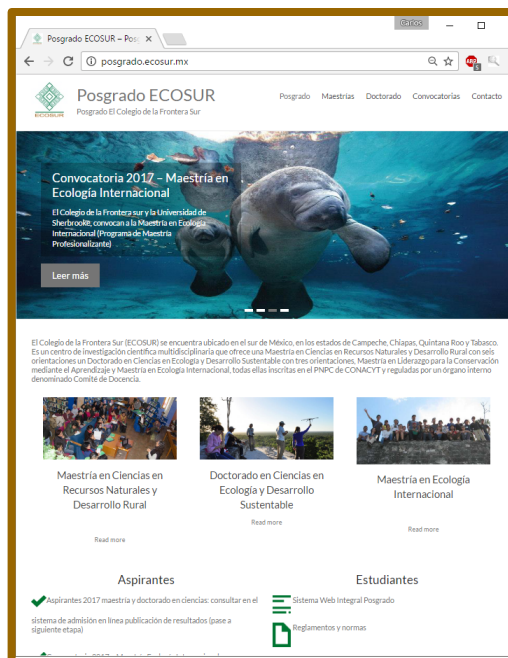 Carlos
Posgrado ECOSUR – Pos
posgrado.ecosur.mx
ABP
5
ECOSUR
Posgrado ECOSUR
Posgrado El Colegio de la Frontera Sur
Posgrado Maestrías Doctorado Convocatorias Contacto
Convocatoria 2017 – Maestría en
Ecología Internacional
El Colegio de la Frontera sur y la Universidad de
Sherbrooke, convocan a la Maestría en Ecología
Internacional (Programa de Maestría
Profesionalizante)
Leer más
El Colegio de la Frontera Sur (ECOSUR) se encuentra ubicado en el sur de México, en los estados de Campeche, Chiapas, Quintana Roo y Tabasco.
Es un centro de investigación científica multidisciplinaria que ofrece una Maestría en Ciencias en Recursos Naturales y Desarrollo Rural con seis
orientaciones un Doctorado en Ciencias en Ecología y Desarrollo Sustentable con tres orientaciones, Maestría en Liderazgo para la Conservación
mediante el Aprendizaje y Maestría en Ecología Internacional, todas ellas inscritas en el PNPC de CONACYT y reguladas por un órgano interno
denominado Comité de Docencia.
Maestría en Ciencias en
Recursos Naturales y
Desarrollo Rural
Read more
Doctorado en Ciencias en
Ecología y Desarrollo
Sustentable
Read more
Maestría en Ecología
Internacional
Read more
Aspirantes
Aspirantes 2017 maestría y doctorado en ciencias: consultar en el
sistema de admisión en línea publicación de resultados (pase a
siguiente etapa)
Estudiantes
Sistema Web Integral Posgrado
Reglamentos y normas